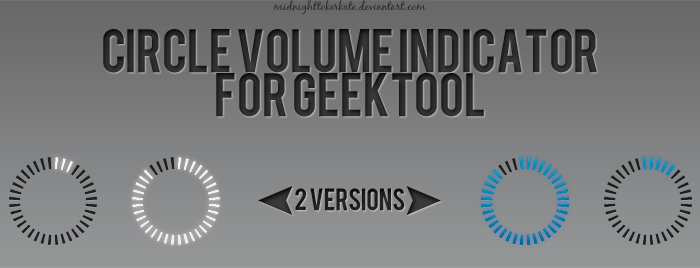 midnighttokerkate.deviantart.com
CIRCLE VOLUME INDICATOR
FOR GEEKTOOL
2 VERSIONS